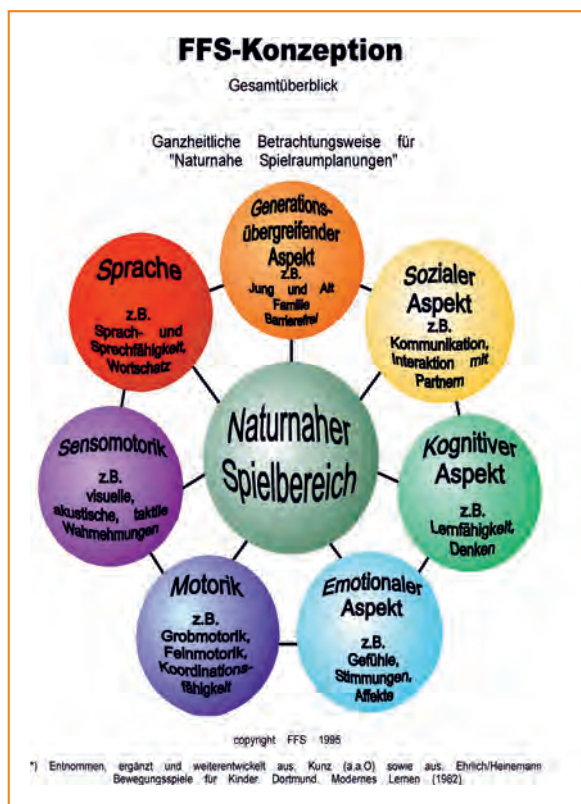 FFS-Konzeption
Gesamtüberblick
Ganzheitliche Betrachtungsweise für
"Naturnahe Spielraumplanungen"
Generations-
übergreifender
Aspekt
z.B.
Jung und Alt
Familie
Barrierefrei
Sprache
z.B.
Sprach- und
Sprechfähigkeit,
Wortschatz
Sozialer
Aspekt
z.B.
Kommunikation,
Interaktion mit
Partnern
Naturnaher
Spielbereich
Sensomotorik
z.B.
visuelle,
akustische, taktile
Wahrnehmungen
Kognitiver
Aspekt
z.B.
Lernfähigkeit,
Denken
Motorik
z.B.
Grobmotorik,
Feinmotorik,
Koordinations-
fähigkeit
Emotionaler
Aspekt
z.B.
Gefühle,
Stimmungen,
Affekte
copyright FFS 1995
*) Entnommen, ergänzt und weiterentwickelt aus: Kunz (a.a.O) sowie aus: Ehrlich/Heinemann
Bewegungsspiele für Kinder. Dortmund. Modernes Lernen (1982)